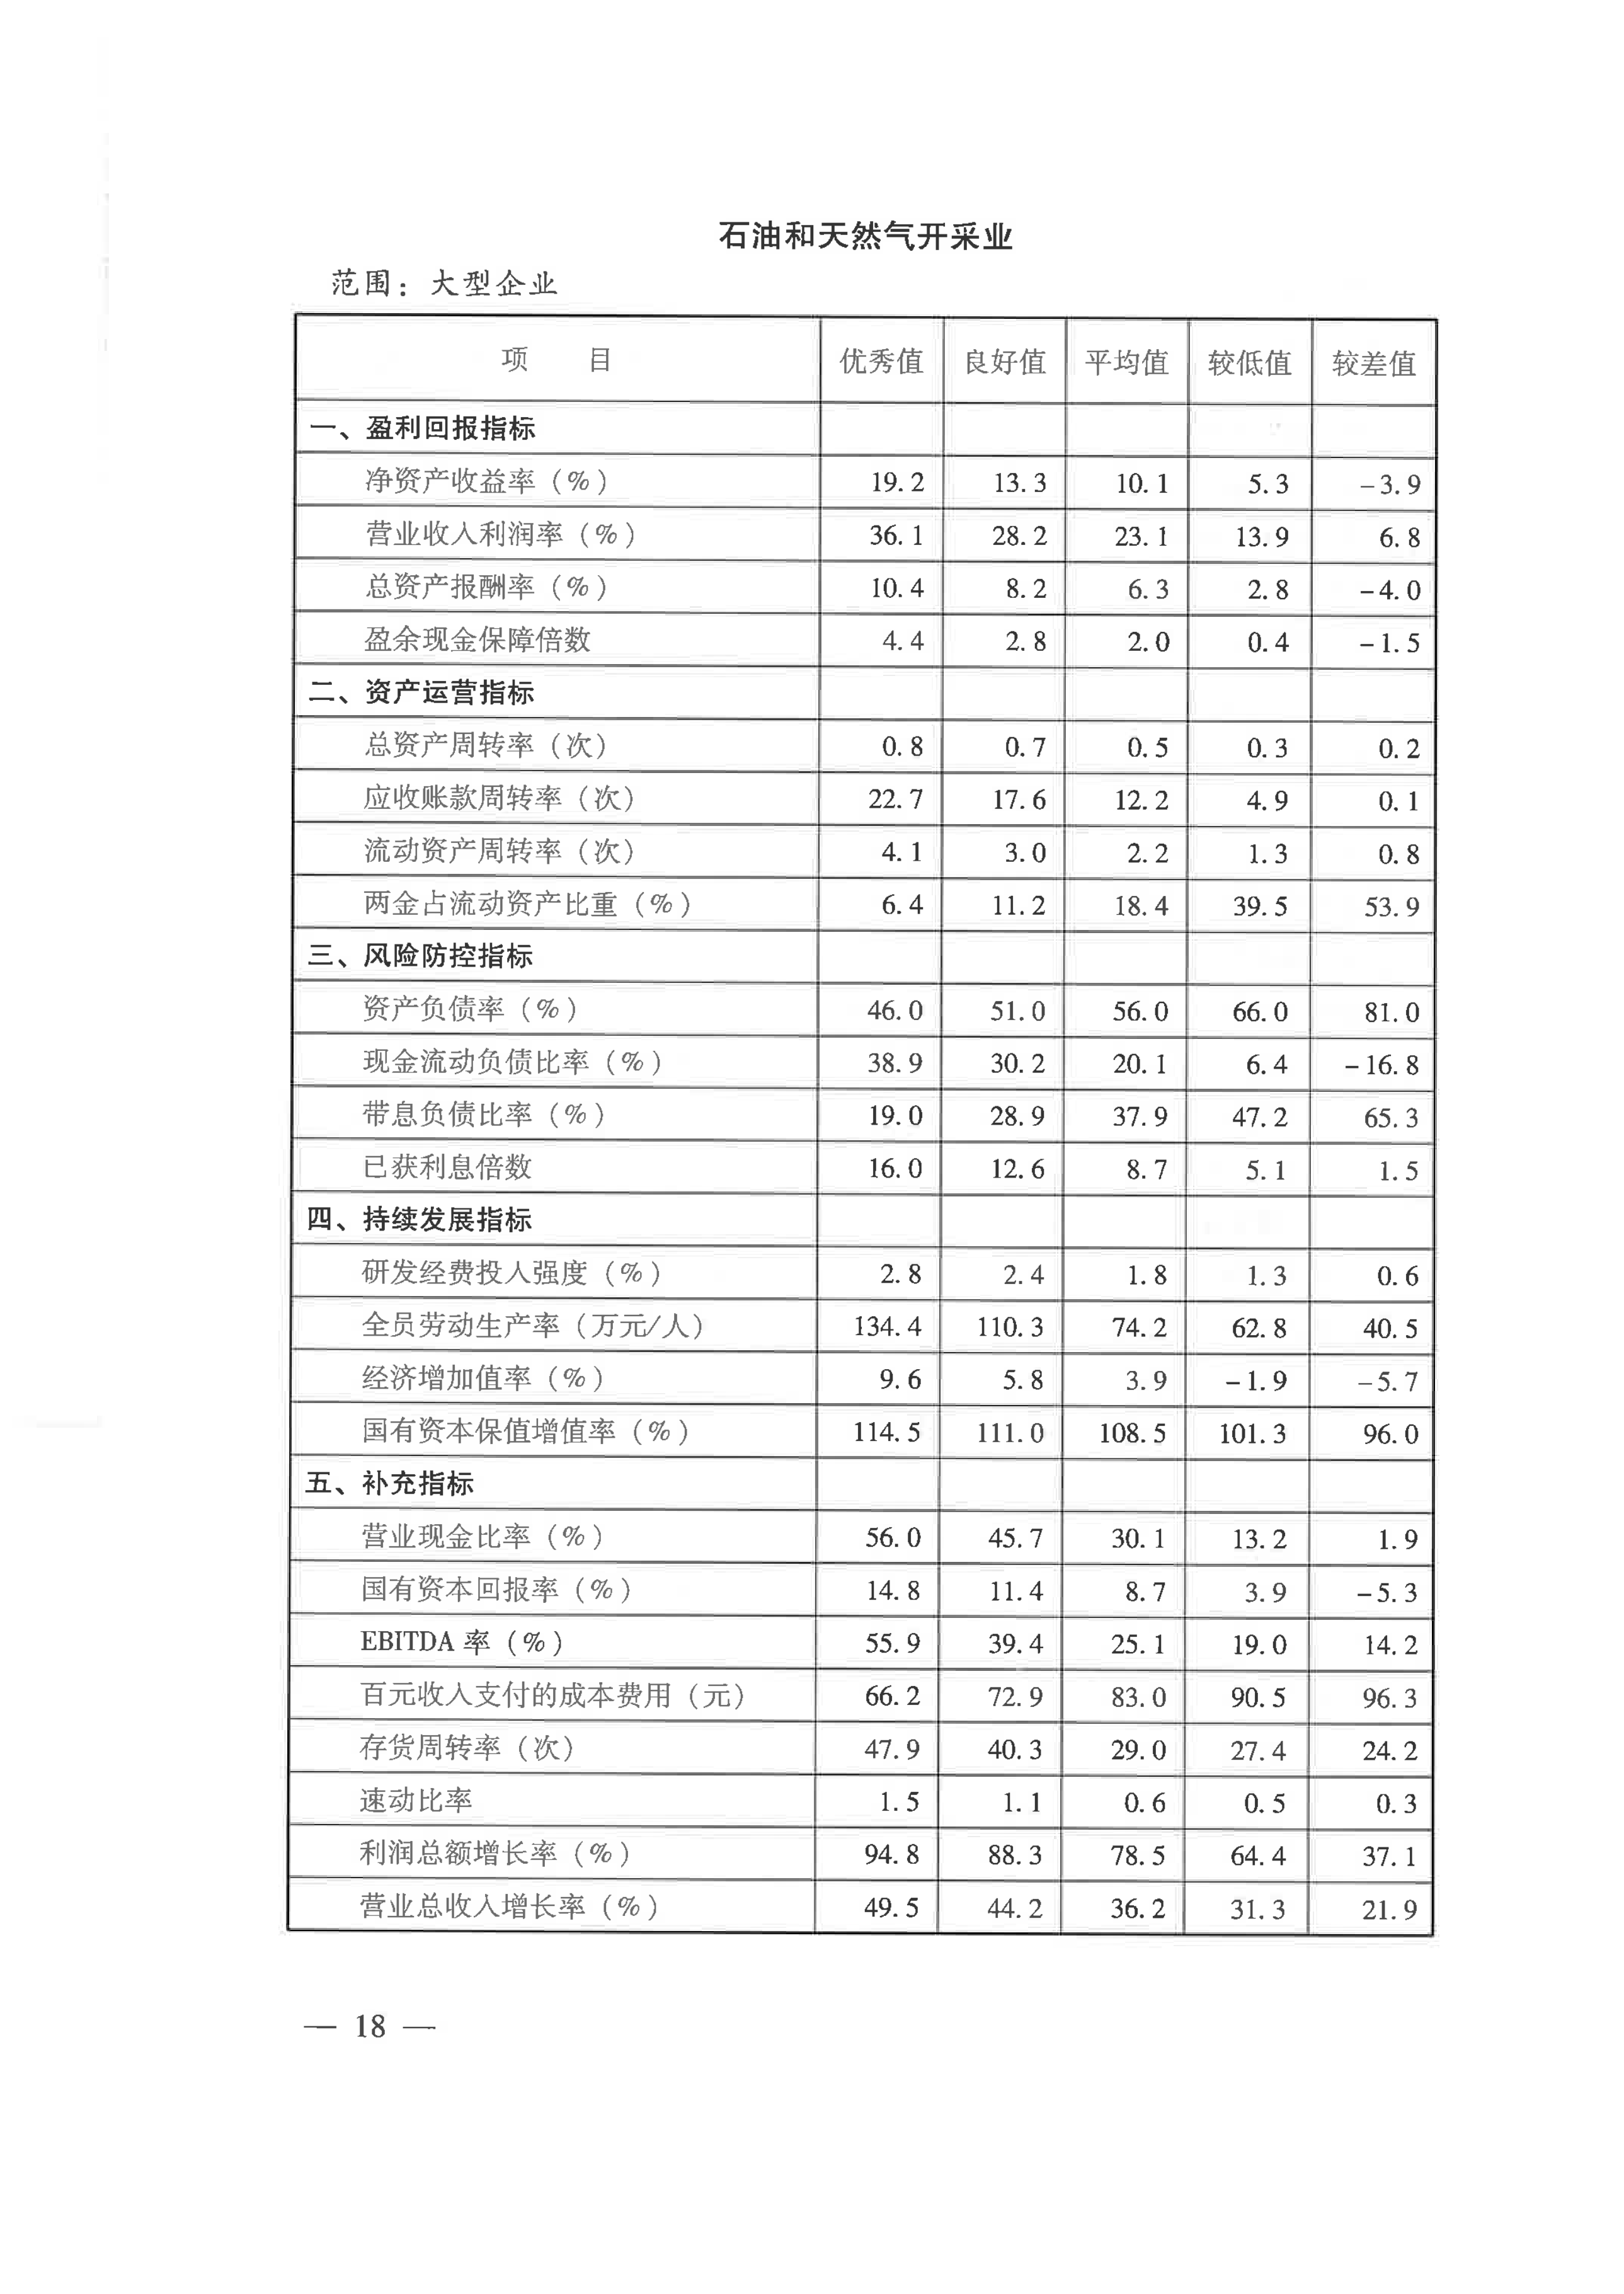 石油和天然气开采业
范围：大型企业
项 目 优秀值 良好值 平均值 较低值 较差值
一、盈利回报指标
净资产收益率（%） 19.2 13.3 10.1 5.3 -3.9
营业收入利润率（%） 36.1 28.2 23.1 13.9 6.8
总资产报酬率（%） 10.4 8.2 6.3 2.8 -4.0
盈余现金保障倍数 4.4 2.8 2.0 0.4 -1.5
二、资产运营指标
总资产周转率（次） 0.8 0.7 0.5 0.3 0.2
应收账款周转率（次） 22.7 17.6 12.2 4.9 0.1
流动资产周转率（次） 4.1 3.0 2.2 1.3 0.8
两金占流动资产比重（%） 6.4 11.2 18.4 39.5 53.9
三、风险防控指标
资产负债率（%） 46.0 51.0 56.0 66.0 81.0
现金流动负债比率（%） 38.9 30.2 20.1 6.4 -16.8
带息负债比率（%） 19.0 28.9 37.9 47.2 65.3
已获利息倍数 16.0 12.6 8.7 5.1 1.5
四、持续发展指标
研发经费投入强度（%） 2.8 2.4 1.8 1.3 0.6
全员劳动生产率（万元/人） 134.4 110.3 74.2 62.8 40.5
经济增加值率（%） 9.6 5.8 3.9 -1.9 -5.7
国有资本保值增值率（%） 114.5 111.0 108.5 101.3 96.0
五、补充指标
营业现金比率（%） 56.0 45.7 30.1 13.2 1.9
国有资本回报率（%） 14.8 11.4 8.7 3.9 -5.3
EBITDA 率（%） 55.9 39.4 25.1 19.0 14.2
百元收入支付的成本费用（元） 66.2 72.9 83.0 90.5 96.3
存货周转率（次） 47.9 40.3 29.0 27.4 24.2
速动比率 1.5 1.1 0.6 0.5 0.3
利润总额增长率（%） 94.8 88.3 78.5 64.4 37.1
营业总收入增长率（%） 49.5 44.2 36.2 31.3 21.9
— 18 —